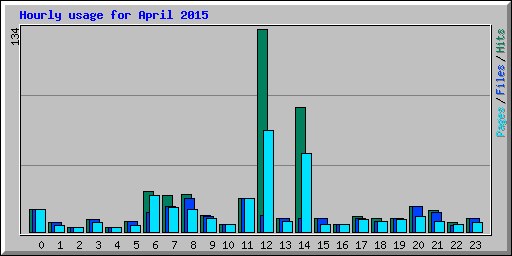 Hourly usage for April 2015
134
Pages/Files/Hits
0 1 2 3 4 5 6 7 8 9 10 11 12 13 14 15 16 17 18 19 20 21 22 23